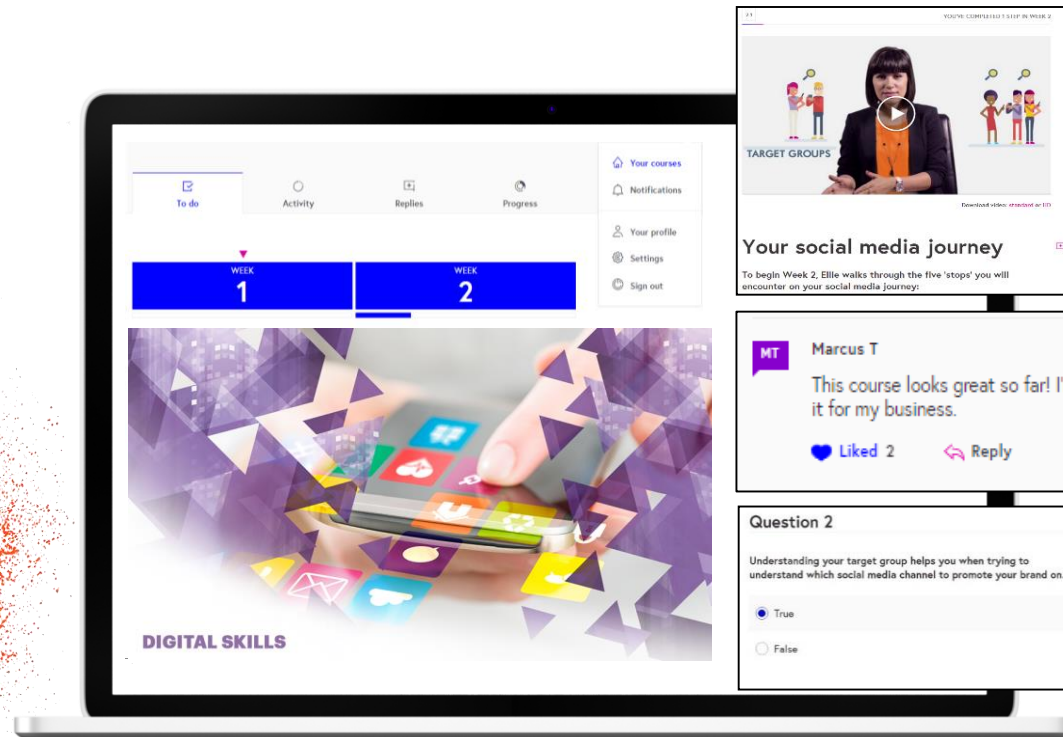 To do
Activity
Replies
Progress
WEEK
1
WEEK
2
Your courses
Notifications
Your profile
Settings
Sign out
DIGITAL SKILLS
2.1
YOU'VE COMPLETED 1 STEP IN WEEK 2
TARGET GROUPS
Download video: standard or HD
Your social media journey
To begin Week 2, Ellie walks through the five 'stops' you will
encounter on your social media journey:
MT
Marcus T
This course looks great so far! I'
it for my business.
Liked 2
Reply
Question 2
Understanding your target group helps you when trying to
understand which social media channel to promote your brand on.
True
False